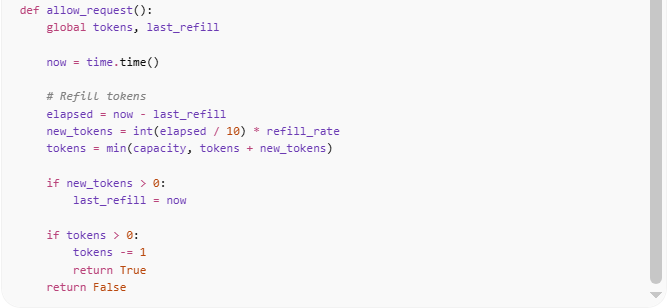 def allow_request():
    global tokens, last_refill

    now = time.time()

    # Refill tokens
    elapsed = now - last_refill
    new_tokens = int(elapsed / 10) * refill_rate
    tokens = min(capacity, tokens + new_tokens)

    if new_tokens > 0:
        last_refill = now

    if tokens > 0:
        tokens -= 1
        return True
    return False